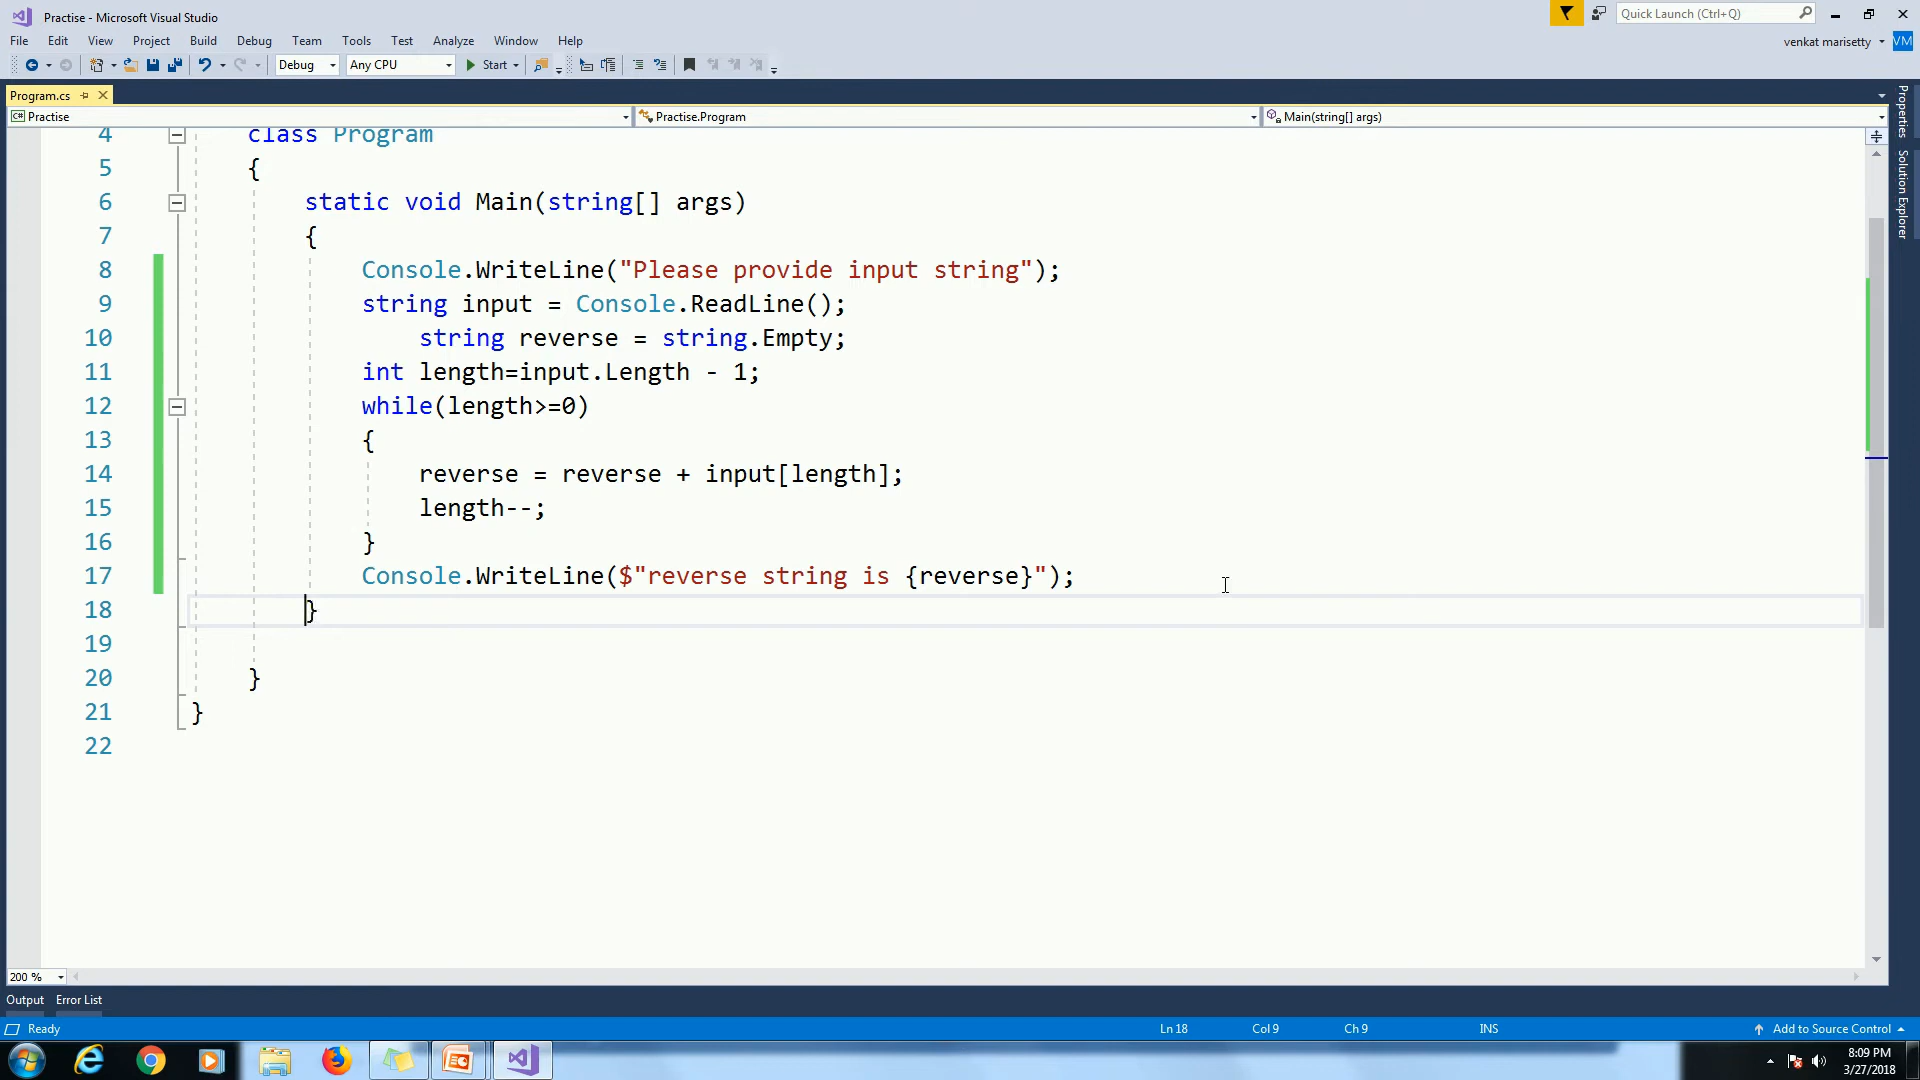 Practise - Microsoft Visual Studio
Quick Launch (Ctrl+Q)
File Edit View Project Build Debug Team Tools Test Analyze Window Help
venkat marisetty VM
Debug Any CPU Start
Program.cs
Practise Practise.Program Main(string[] args)
4 class Program
5 {
6 static void Main(string[] args)
7 {
8 Console.WriteLine("Please provide input string");
9 string input = Console.ReadLine();
10 string reverse = string.Empty;
11 int length=input.Length - 1;
12 while(length>=0)
13 {
14 reverse = reverse + input[length];
15 length--;
16 }
17 Console.WriteLine($"reverse string is {reverse}");
18 }
19
20 }
21 }
22
Properties
Solution Explorer
200 %
Output Error List
Ready Ln 18 Col 9 Ch 9 INS Add to Source Control
8:09 PM
3/27/2018